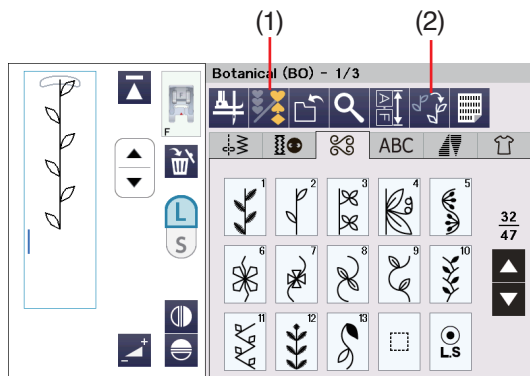 (1) (2)
Botanical (BO) - 1/3
A F
F
ABC
1 2 3 4 5
L
S
32
47
6 7 8 9 10
11 12 13
L.S